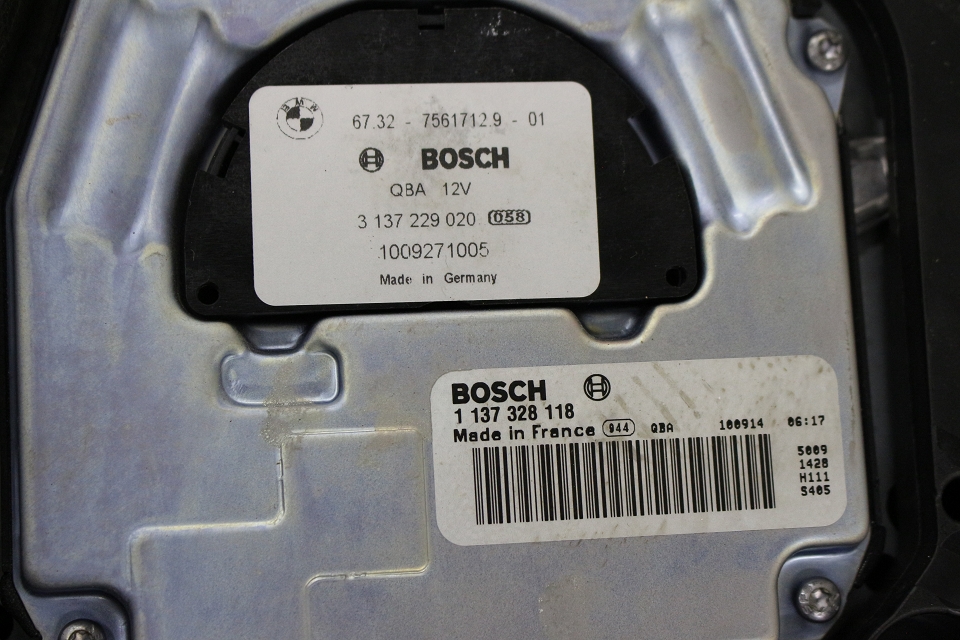 BMW
67.32 - 7561712.9 - 01
BOSCH
QBA 12V
3 137 229 020 058
1009271005
Made in Germany
BOSCH
1 137 328 118
Made in France 944 QBA 100914 06:17
5009
1428
H111
S405